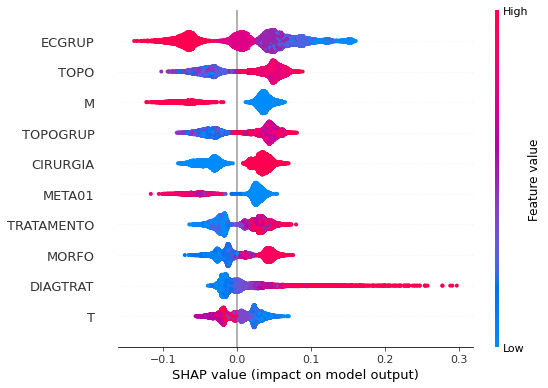 High
ECGRUP
TOPO
M
TOPOGRUP
CIRURGIA
META01
TRATAMENTO
MORFO
DIAGTRAT
T
Feature value
Low
−0.1 0.0 0.1 0.2 0.3
SHAP value (impact on model output)